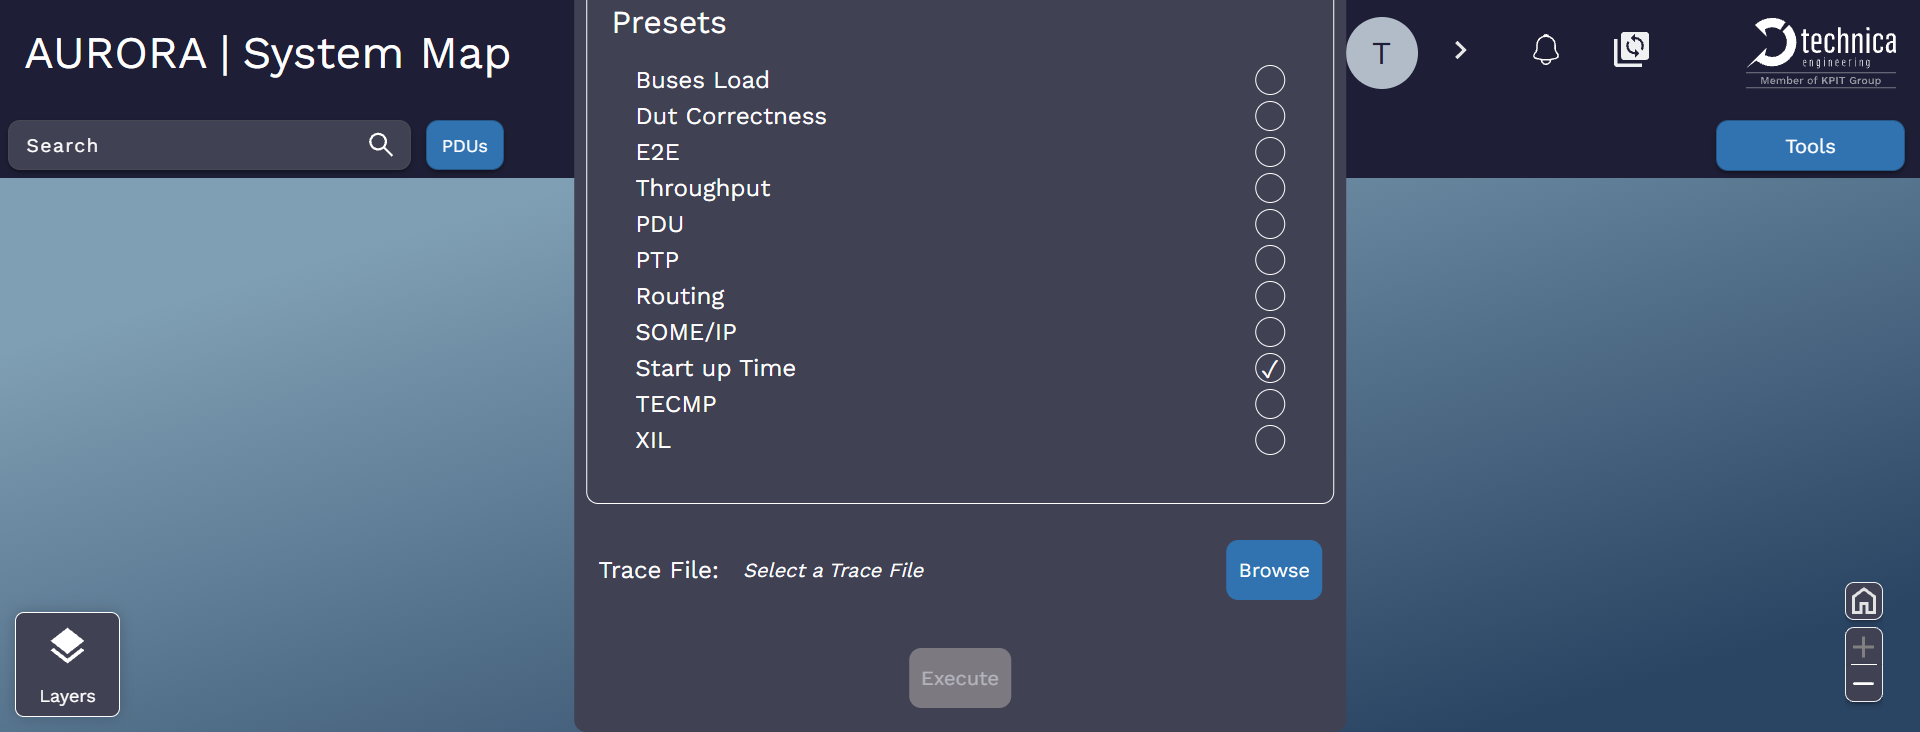 AURORA | System Map
Search
PDUs
Presets
Buses Load
Dut Correctness
E2E
Throughput
PDU
PTP
Routing
SOME/IP
Start up Time
TECMP
XIL
Trace File: Select a Trace File
Browse
Execute
T
technica
engineering
Member of KPIT Group
Tools
Layers